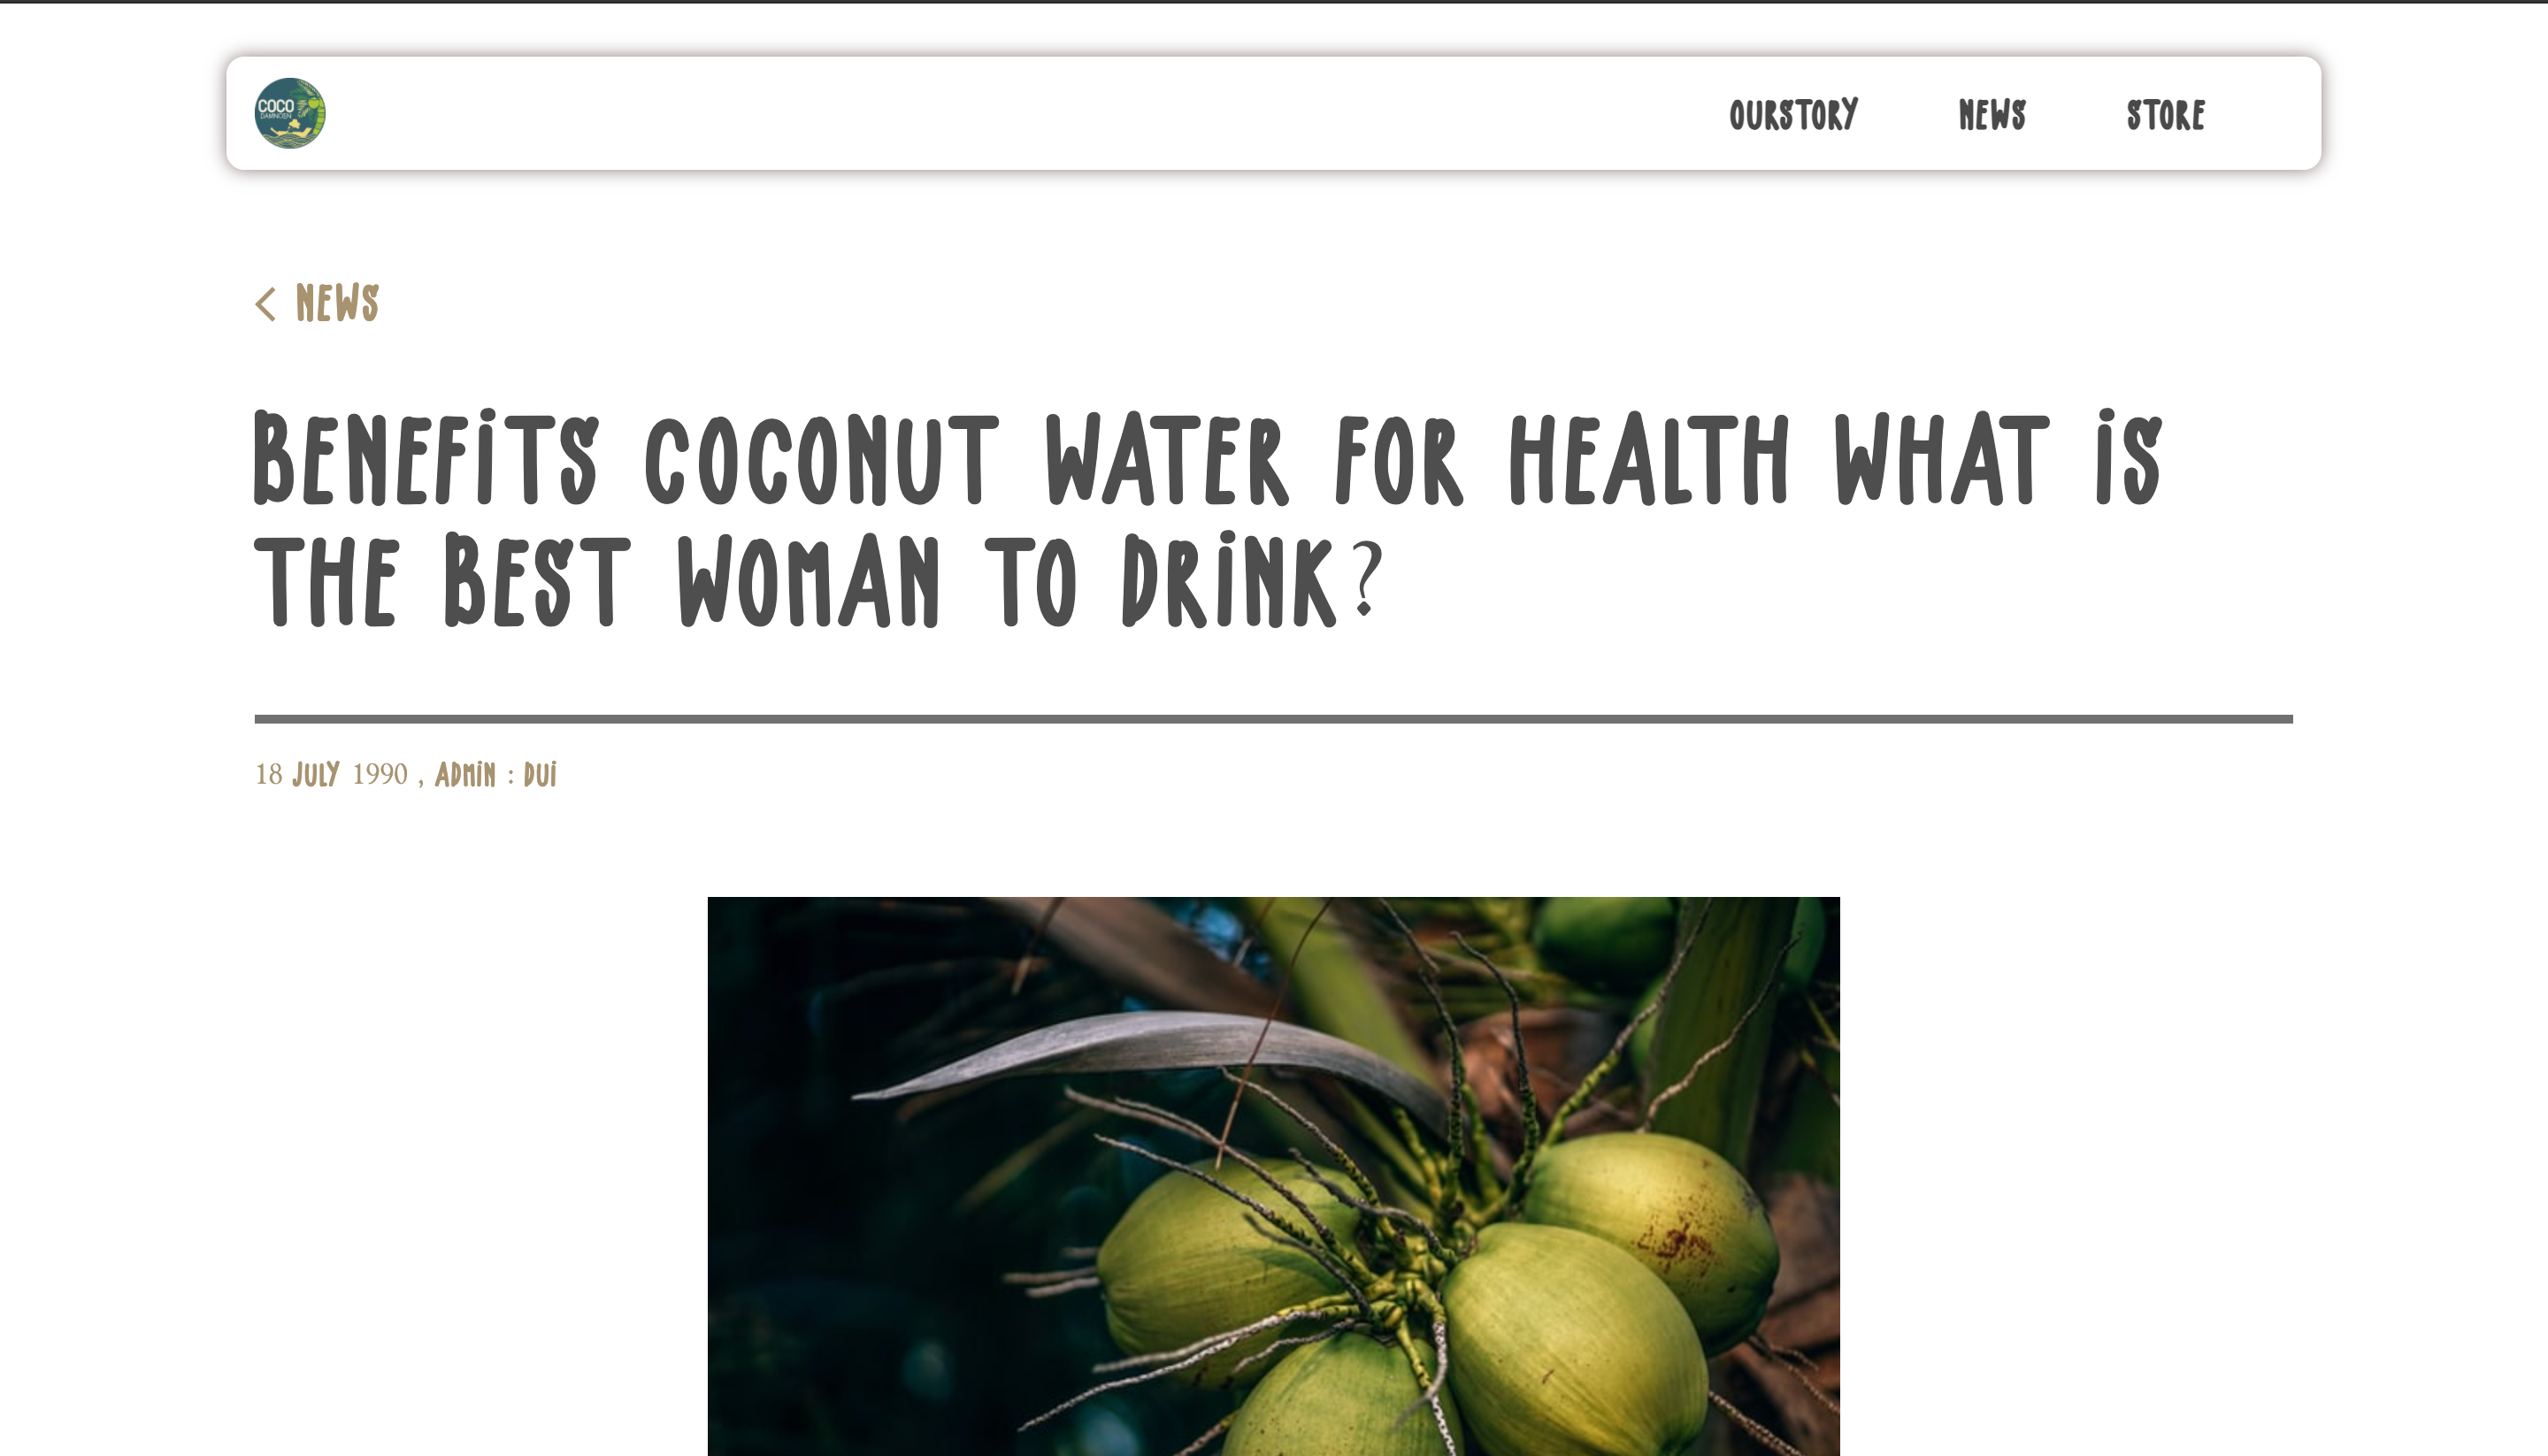 COCO
DAMNOEN
OURSTORY NEWS STORE
< NEWS
BENEFiTS COCONUT WATER FOR HEALTH WHAT iS
THE BEST WOMAN TO DRiNK?
18 JULY 1990 , ADMiN : DUi